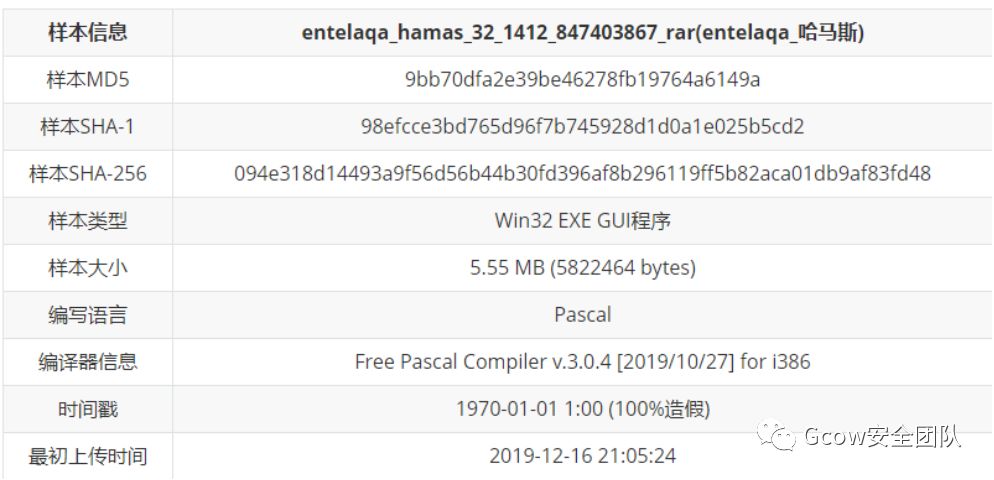 样本信息 entelaqa_hamas_32_1412_847403867_rar(entelaqa_哈马斯)
样本MD5 9bb70dfa2e39be46278fb19764a6149a
样本SHA-1 98efcce3bd765d96f7b745928d1d0a1e025b5cd2
样本SHA-256 094e318d14493a9f56d56b44b30fd396af8b296119ff5b82aca01db9af83fd48
样本类型 Win32 EXE GUI程序
样本大小 5.55 MB (5822464 bytes)
编写语言 Pascal
编译器信息 Free Pascal Compiler v.3.0.4 [2019/10/27] for i386
时间戳 1970-01-01 1:00 (100%造假)
Gcow安全团队
最初上传时间 2019-12-16 21:05:24